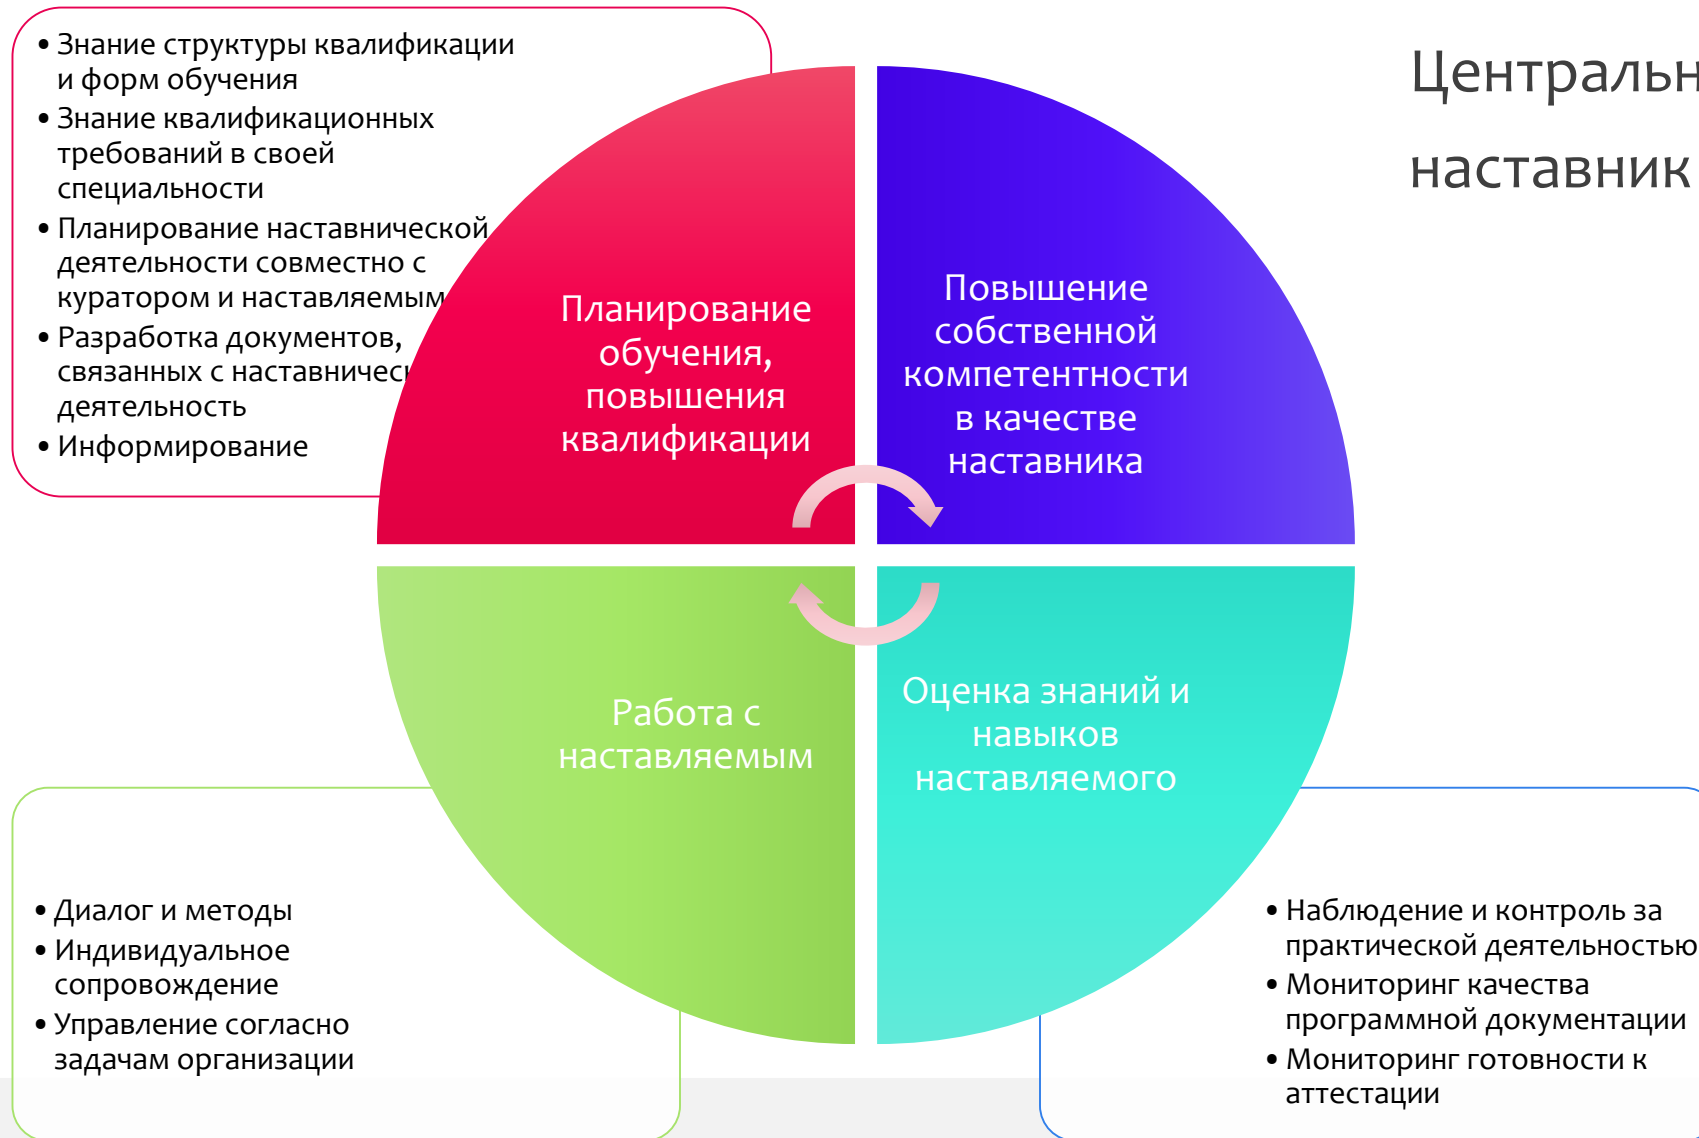 • Знание структуры квалификации
и форм обучения
• Знание квалификационных
требований в своей
специальности
• Планирование наставнической
деятельности совместно с
куратором и наставляемым
• Разработка документов,
связанных с наставничес
деятельность
• Информирование
Центральн
наставник
Планирование
обучения,
повышения
квалификации
Повышение
собственной
компетентности
в качестве
наставника
Работа с
наставляемым
Оценка знаний и
навыков
наставляемого
• Диалог и методы
• Индивидуальное
сопровождение
• Управление согласно
задачам организации
• Наблюдение и контроль за
практической деятельностью
• Мониторинг качества
программной документации
• Мониторинг готовности к
аттестации